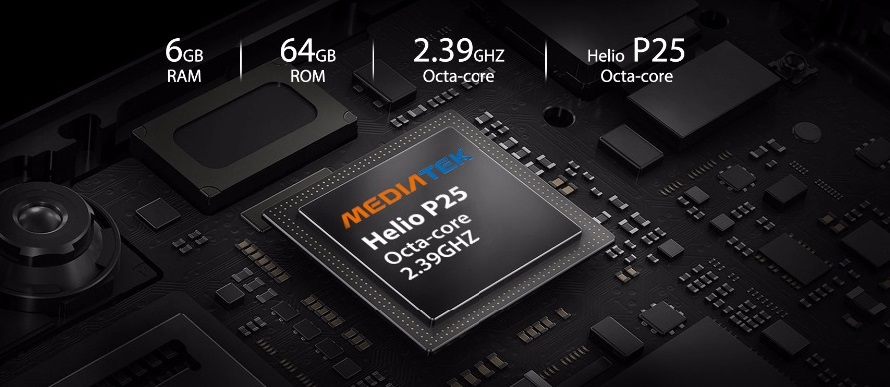 6GB
RAM
64GB
ROM
2.39GHZ
Octa-core
Helio P25
Octa-core
MEDIATEK
Helio P25
Octa-core
2.39GHZ